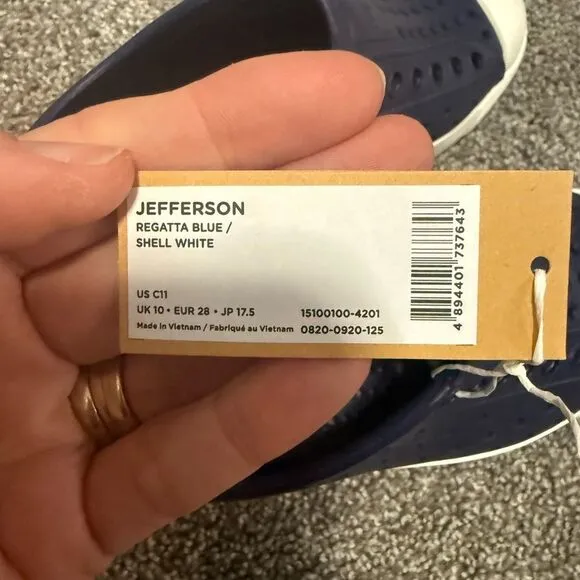 JEFFERSON
REGATTA BLUE /
SHELL WHITE
US C11
UK 10 • EUR 28 • JP 17.5
15100100-4201
Made in Vietnam / Fabriqué au Vietnam
0820-0920-125
4 894401 737643